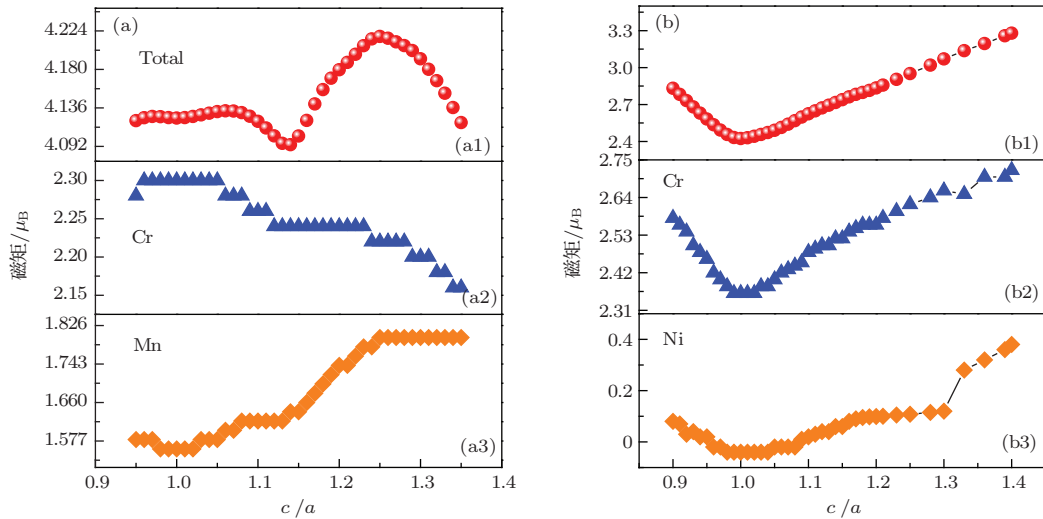 (a)
Total
4.224
4.180
4.136
4.092
(a1)
2.30
2.25
2.20
2.15
Cr
(a2)
磁矩/μB
1.826
1.743
1.660
1.577
Mn
(a3)
0.9 1.0 1.1 1.2 1.3 1.4
c/a
(b)
3.3
3.0
2.7
2.4
(b1)
2.75
2.64
2.53
2.42
2.31
Cr
(b2)
磁矩/μB
0.4
0.2
0
Ni
(b3)
0.9 1.0 1.1 1.2 1.3 1.4
c/a